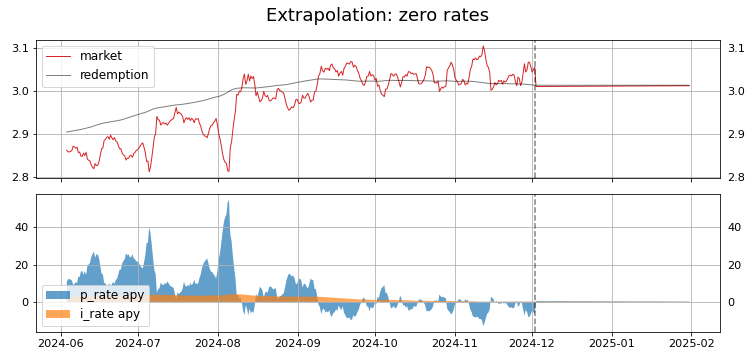 Extrapolation: zero rates
3.1 3.1
market
redemption
3.0 3.0
2.9 2.9
2.8 2.8
40 40
20 20
0 0
p_rate apy
i_rate apy
2024-06 2024-07 2024-08 2024-09 2024-10 2024-11 2024-12 2025-01 2025-02